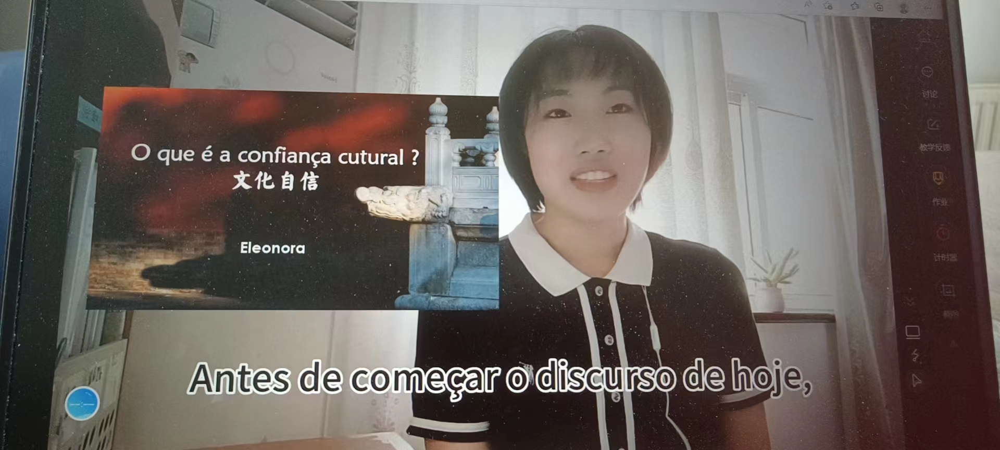 O que é a confiança cutural ?
文化自信
Eleonora
Antes de começar o discurso de hoje,
讨论
教学反馈
作业
计时器